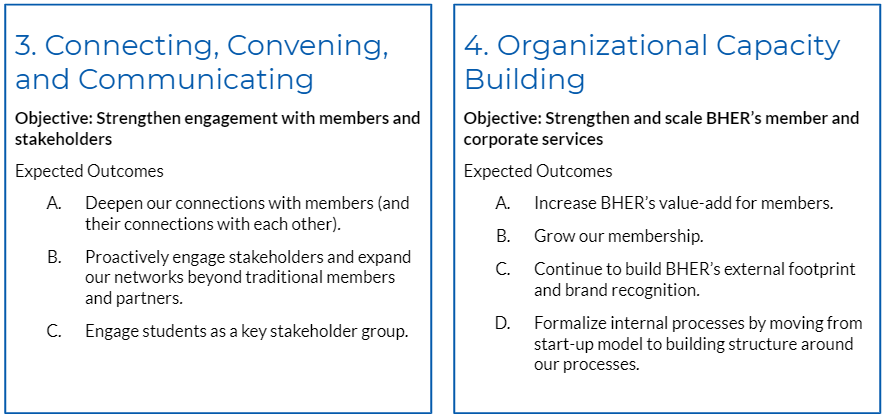 3. Connecting, Convening,
and Communicating
Objective: Strengthen engagement with members and
stakeholders
Expected Outcomes
A. Deepen our connections with members (and
their connections with each other).
B. Proactively engage stakeholders and expand
our networks beyond traditional members
and partners.
C. Engage students as a key stakeholder group.
4. Organizational Capacity
Building
Objective: Strengthen and scale BHER’s member and
corporate services
Expected Outcomes
A. Increase BHER’s value-add for members.
B. Grow our membership.
C. Continue to build BHER’s external footprint
and brand recognition.
D. Formalize internal processes by moving from
start-up model to building structure around
our processes.